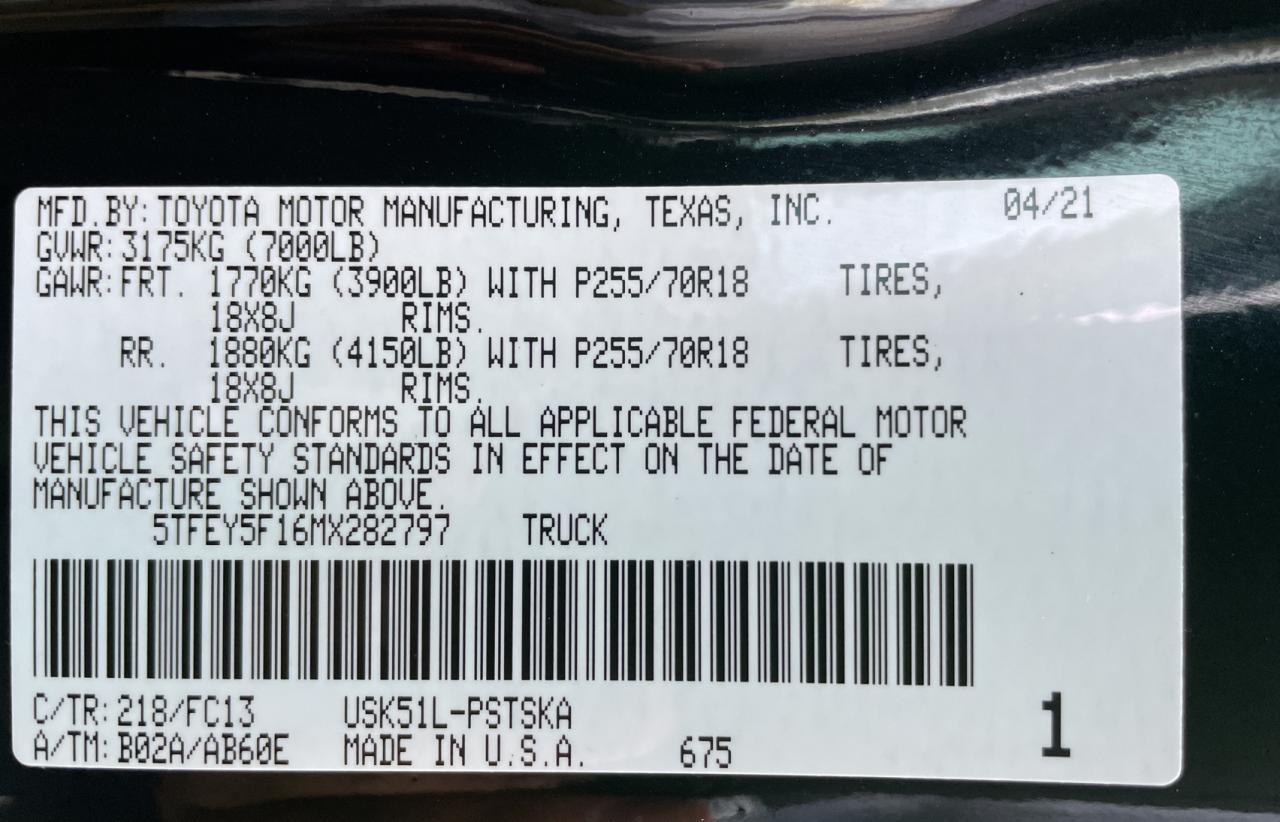 MFD.BY: TOYOTA MOTOR MANUFACTURING, TEXAS, INC. 04/21
GVWR: 3175KG (7000LB)
GAWR: FRT. 1770KG (3900LB) WITH P255/70R18 TIRES,
18X8J RIMS.
RR. 1880KG (4150LB) WITH P255/70R18 TIRES,
18X8J RIMS.
THIS VEHICLE CONFORMS TO ALL APPLICABLE FEDERAL MOTOR
VEHICLE SAFETY STANDARDS IN EFFECT ON THE DATE OF
MANUFACTURE SHOWN ABOVE.
5TFEY5F16MX282797 TRUCK
C/TR: 218/FC13 USK51L-PSTSKA
A/TM: B02A/AB60E MADE IN U.S.A. 675 1